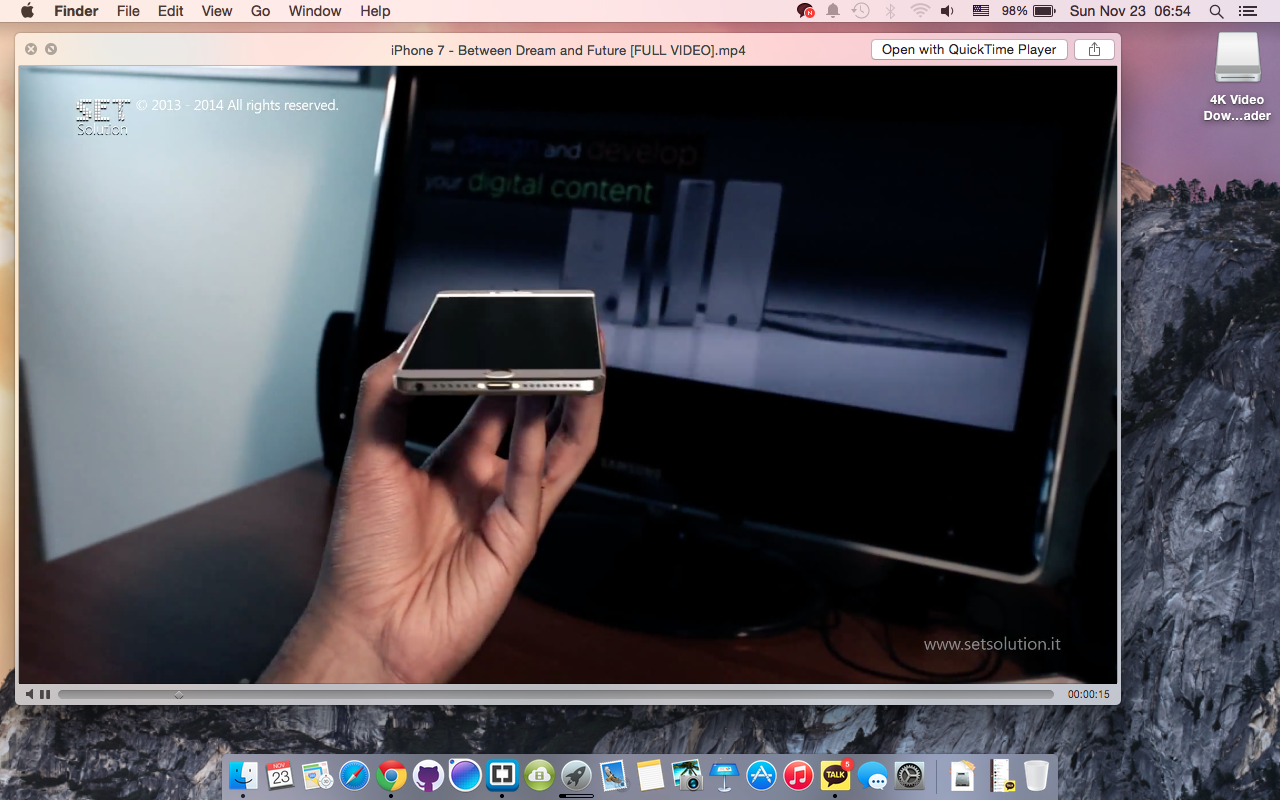 Finder File Edit View Go Window Help 98% Sun Nov 23 06:54
iPhone 7 - Between Dream and Future [FULL VIDEO].mp4 Open with QuickTime Player
SET © 2013 - 2014 All rights reserved.
Solution
we design and develop
your digital content
SAMSUNG
www.setsolution.it
00:00:15
4K Video
Dow...ader
NOV
23
TALK
5